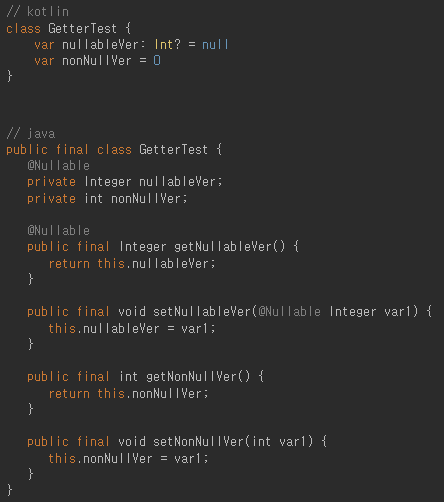 // kotlin
class GetterTest {
    var nullableVer: Int? = null
    var nonNullVer = 0
}
// java
public final class GetterTest {
   @Nullable
   private Integer nullableVer;
   private int nonNullVer;
   @Nullable
   public final Integer getNullableVer() {
      return this.nullableVer;
   }
   public final void setNullableVer(@Nullable Integer var1) {
      this.nullableVer = var1;
   }
   public final int getNonNullVer() {
      return this.nonNullVer;
   }
   public final void setNonNullVer(int var1) {
      this.nonNullVer = var1;
   }
}